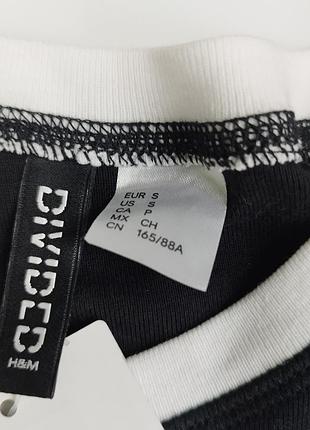 DIVIDED
H&M
EUR S
US S
CA P
MX CH
CN 165/88A